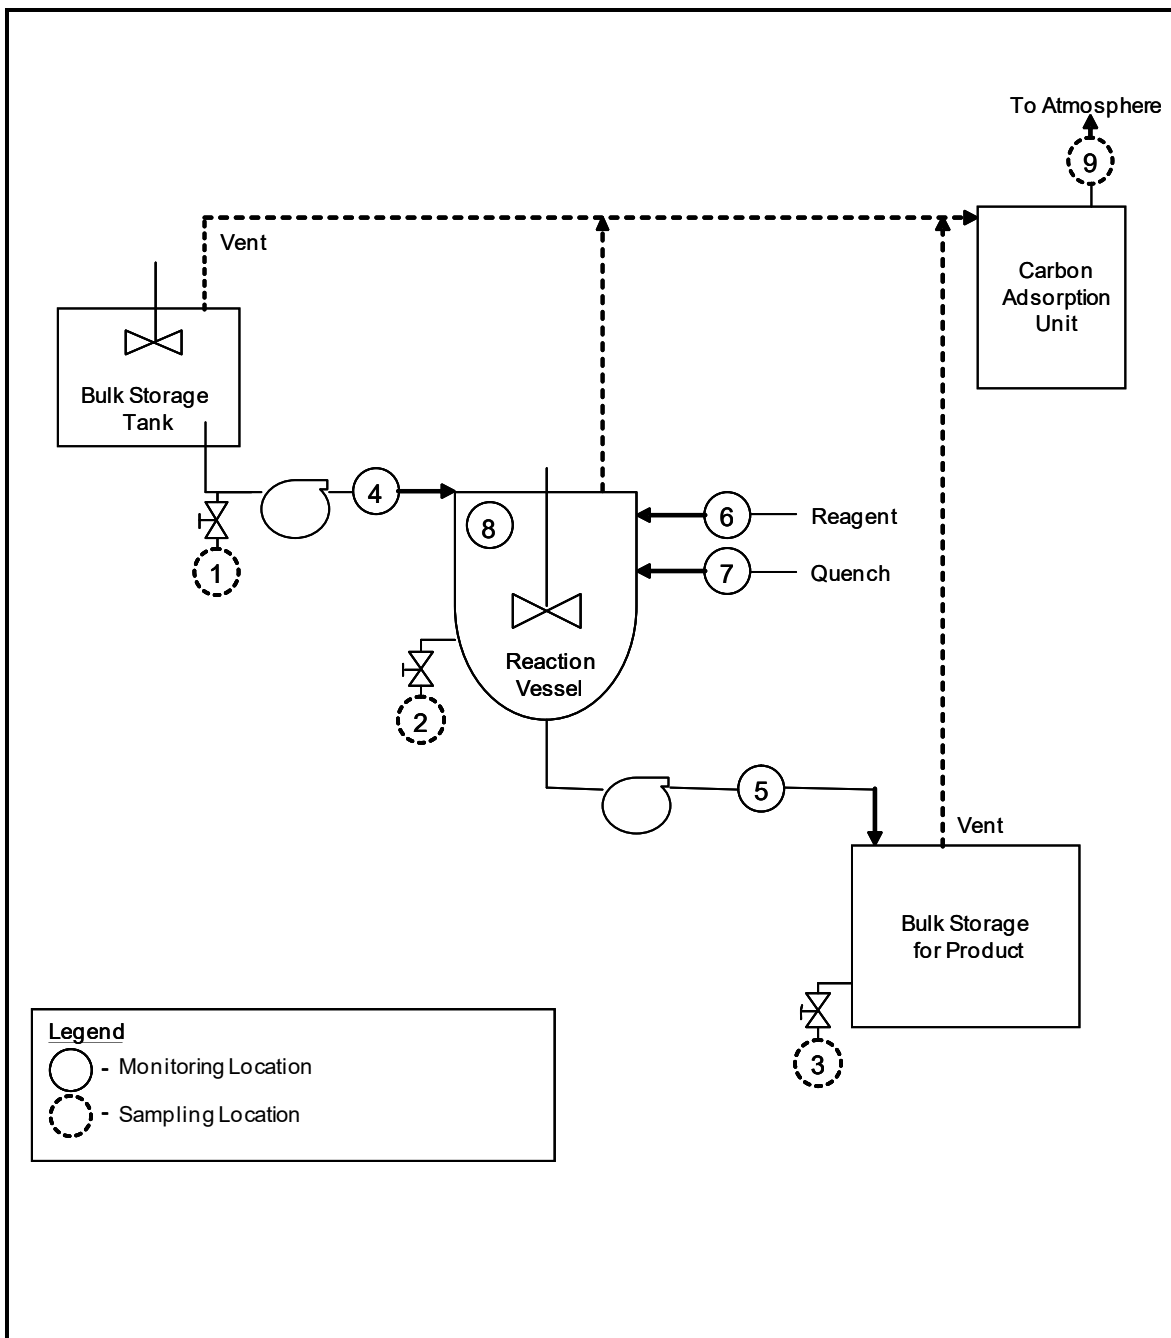 To Atmosphere
9
Vent
Carbon
Adsorption
Unit
Bulk Storage
Tank
4
8
6
Reagent
1
7
Quench
Reaction
Vessel
2
5
Vent
Bulk Storage
for Product
3
Legend
- Monitoring Location
- Sampling Location